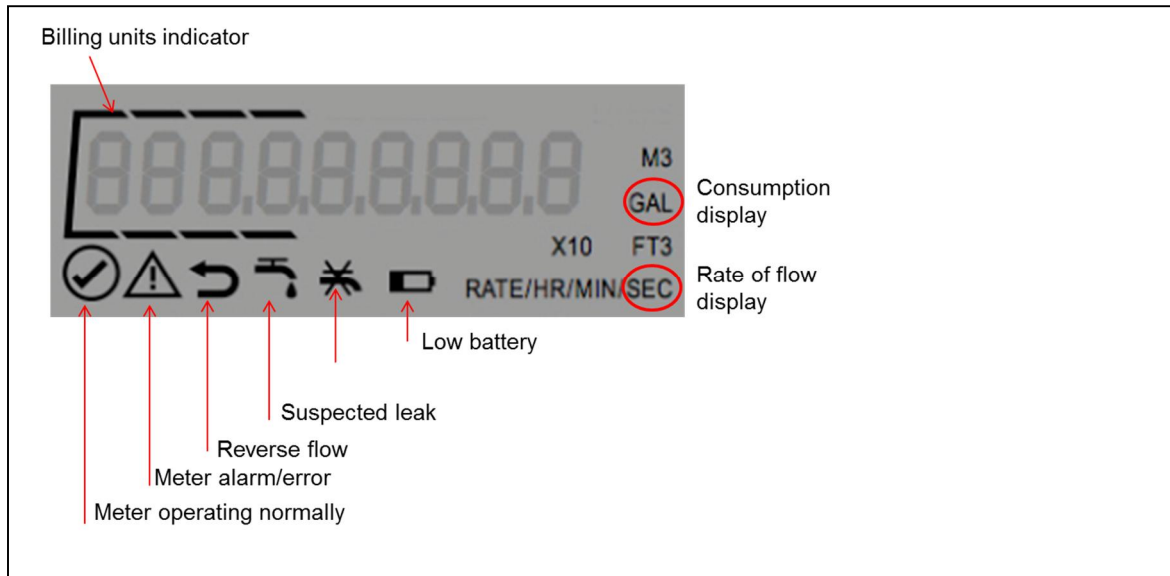 Billing units indicator
888.8.8.8.8.8.8
M3
GAL
Consumption
display
X10 FT3
RATE/HR/MIN/SEC
Rate of flow
display
Low battery
Suspected leak
Reverse flow
Meter alarm/error
Meter operating normally